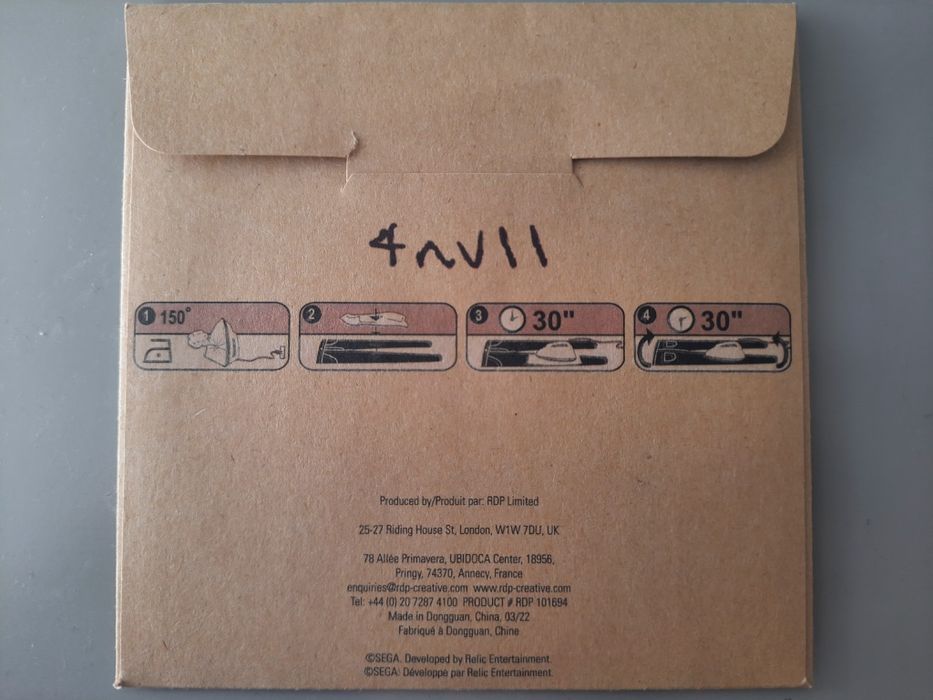 4null
1 150°
2
3 30"
4 30"
Produced by/Produit par: RDP Limited
25-27 Riding House St, London, W1W 7DU, UK
78 Allée Primavera, UBIDOCA Center, 18956,
Pringy, 74370, Annecy, France
enquiries@rdp-creative.com www.rdp-creative.com
Tel: +44 (0) 20 7287 4100 PRODUCT # RDP 101694
Made in Dongguan, China, 03/22
Fabriqué à Dongguan, Chine
©SEGA. Developed by Relic Entertainment.
©SEGA: Développé par Relic Entertainment.